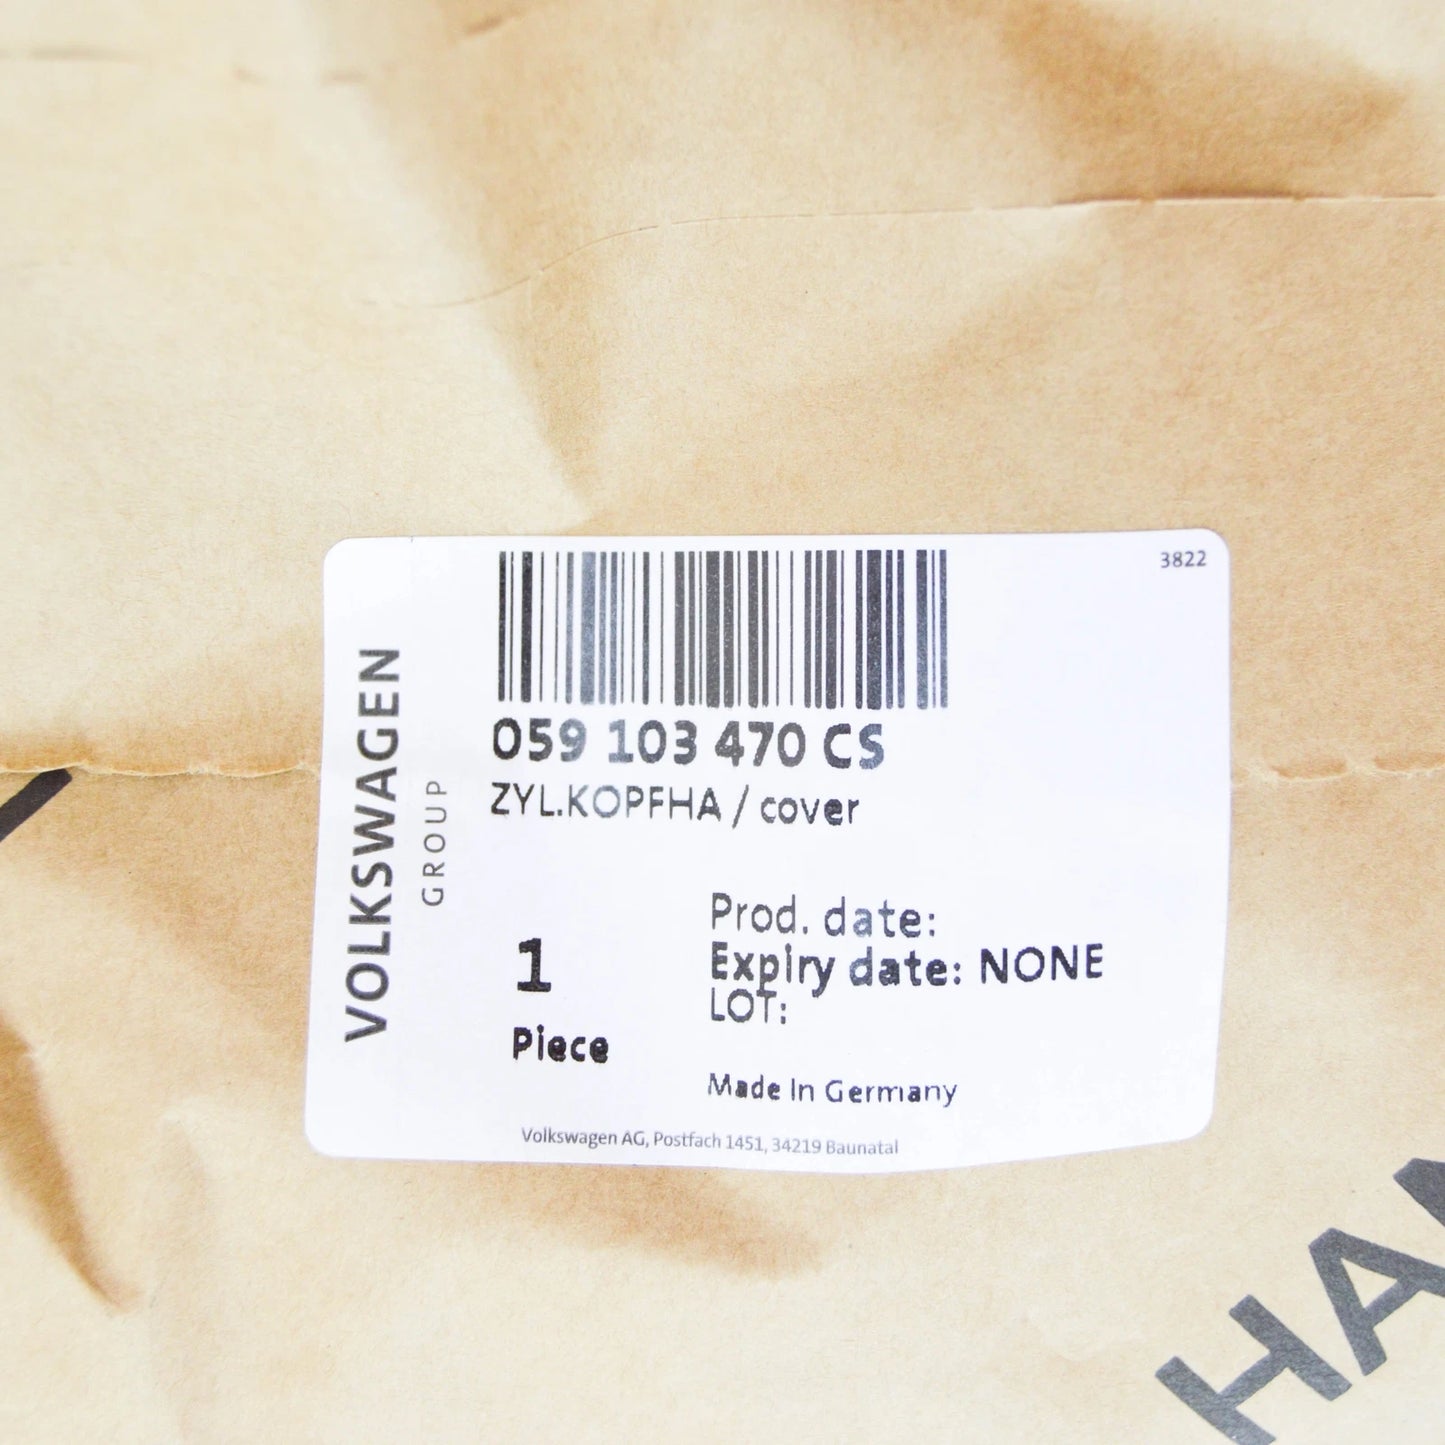 3822
VOLKSWAGEN
GROUP
059 103 470 CS
ZYL.KOPFHA / cover
1
Piece
Prod. date:
Expiry date: NONE
LOT:
Made In Germany
Volkswagen AG, Postfach 1451, 34219 Baunatal